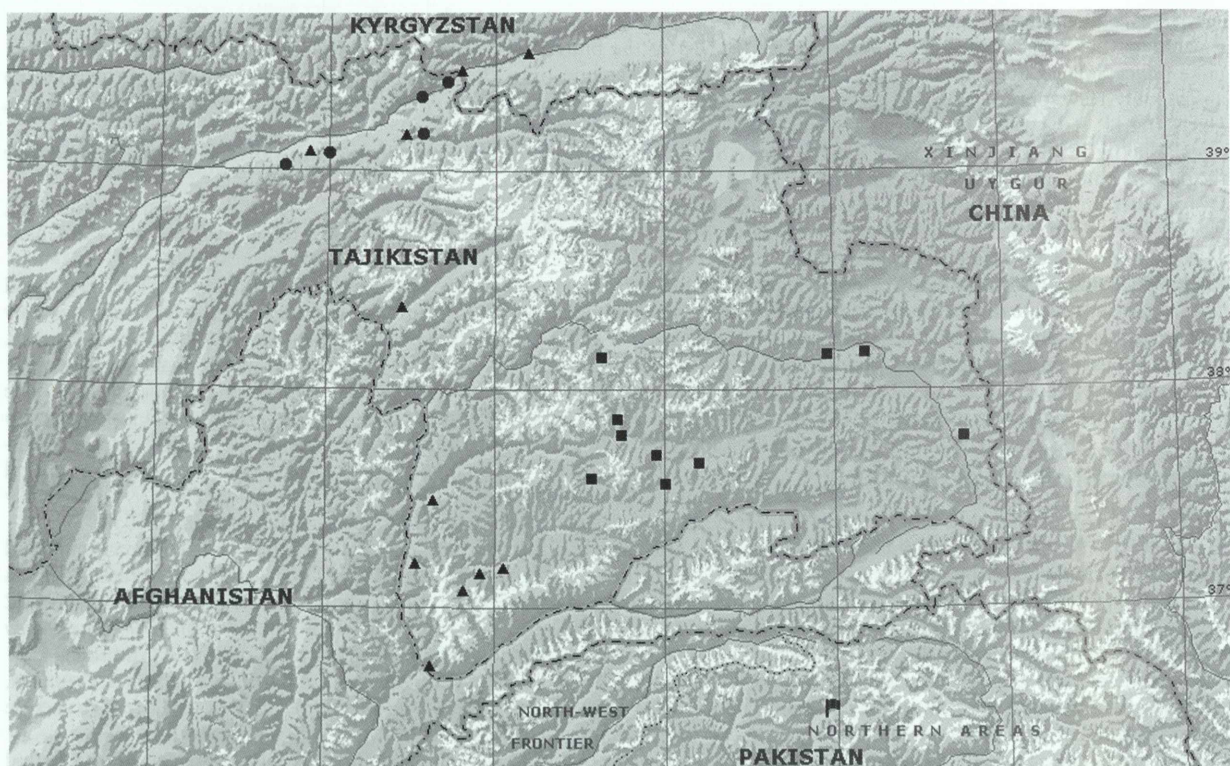 KYRGYZSTAN
39°
XINJIANG
UYGUR
CHINA
TAJIKISTAN
38°
AFGHANISTAN
37°
NORTH-WEST
FRONTIER
NORTHERN AREAS
PAKISTAN